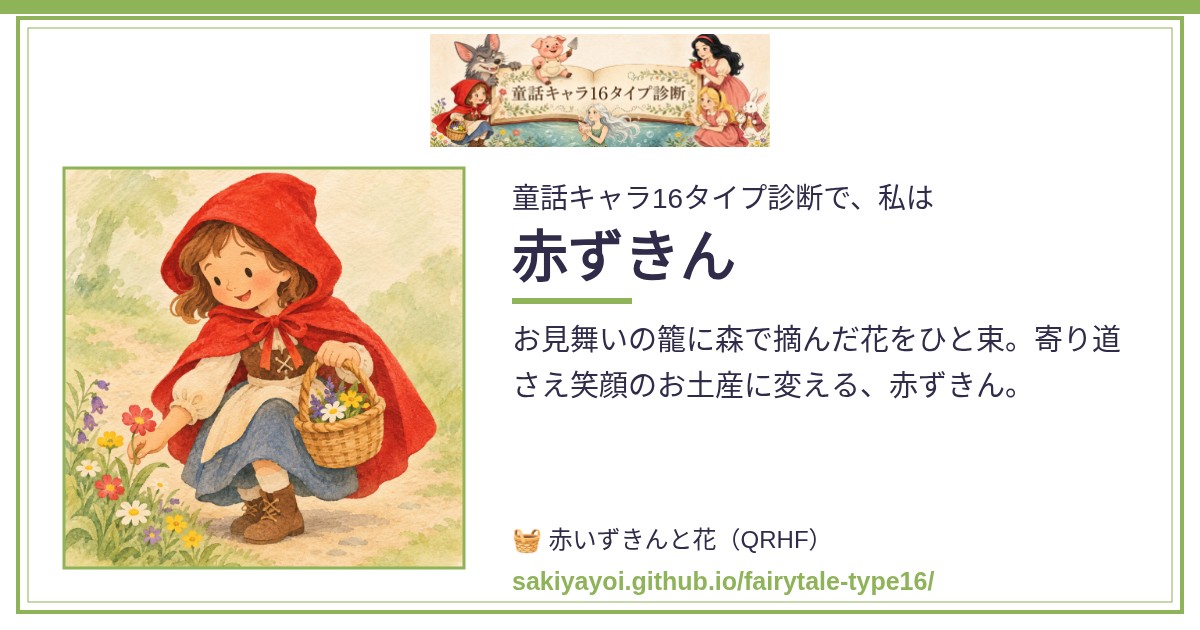 童話キャラ16タイプ診断
童話キャラ16タイプ診断で、私は
赤ずきん
お見舞いの籠に森で摘んだ花をひと束。寄り道
さえ笑顔のお土産に変える、赤ずきん。
赤いずきんと花（QRHF）
sakiyayoi.github.io/fairytale-type16/